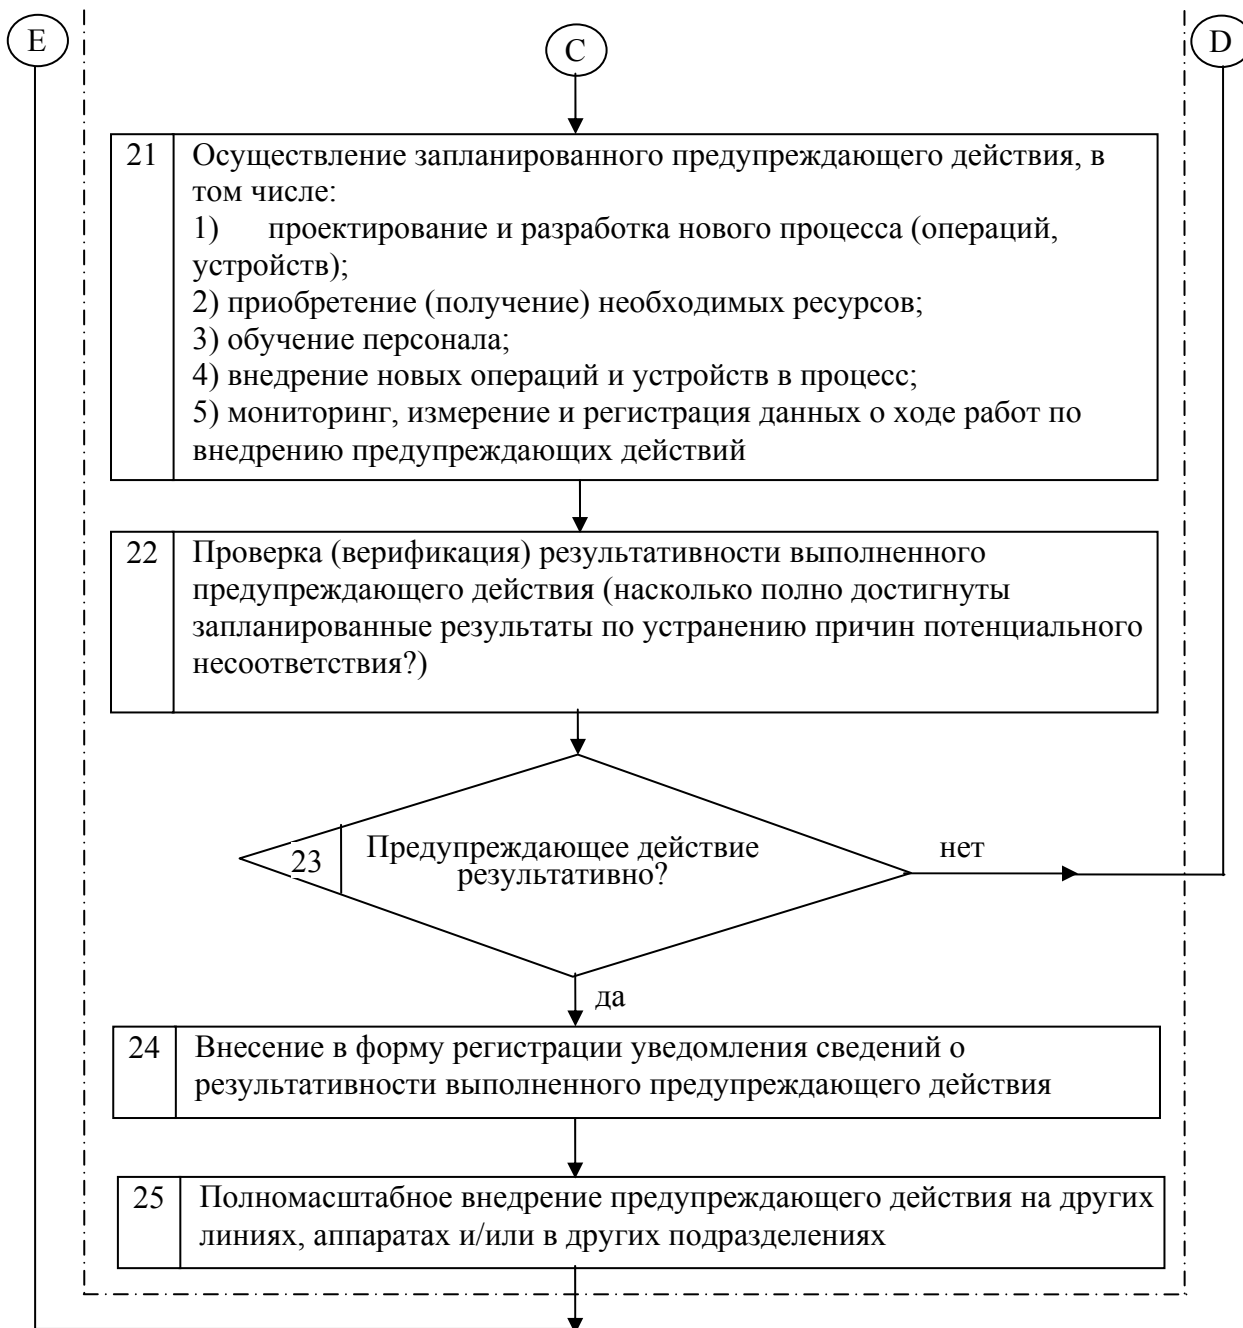 E
C
D
21 Осуществление запланированного предупреждающего действия, в
том числе:
1) проектирование и разработка нового процесса (операций,
устройств);
2) приобретение (получение) необходимых ресурсов;
3) обучение персонала;
4) внедрение новых операций и устройств в процесс;
5) мониторинг, измерение и регистрация данных о ходе работ по
внедрению предупреждающих действий
22 Проверка (верификация) результативности выполненного
предупреждающего действия (насколько полно достигнуты
запланированные результаты по устранению причин потенциального
несоответствия?)
23 Предупреждающее действие
результативно?
нет
да
24 Внесение в форму регистрации уведомления сведений о
результативности выполненного предупреждающего действия
25 Полномасштабное внедрение предупреждающего действия на других
линиях, аппаратах и/или в других подразделениях